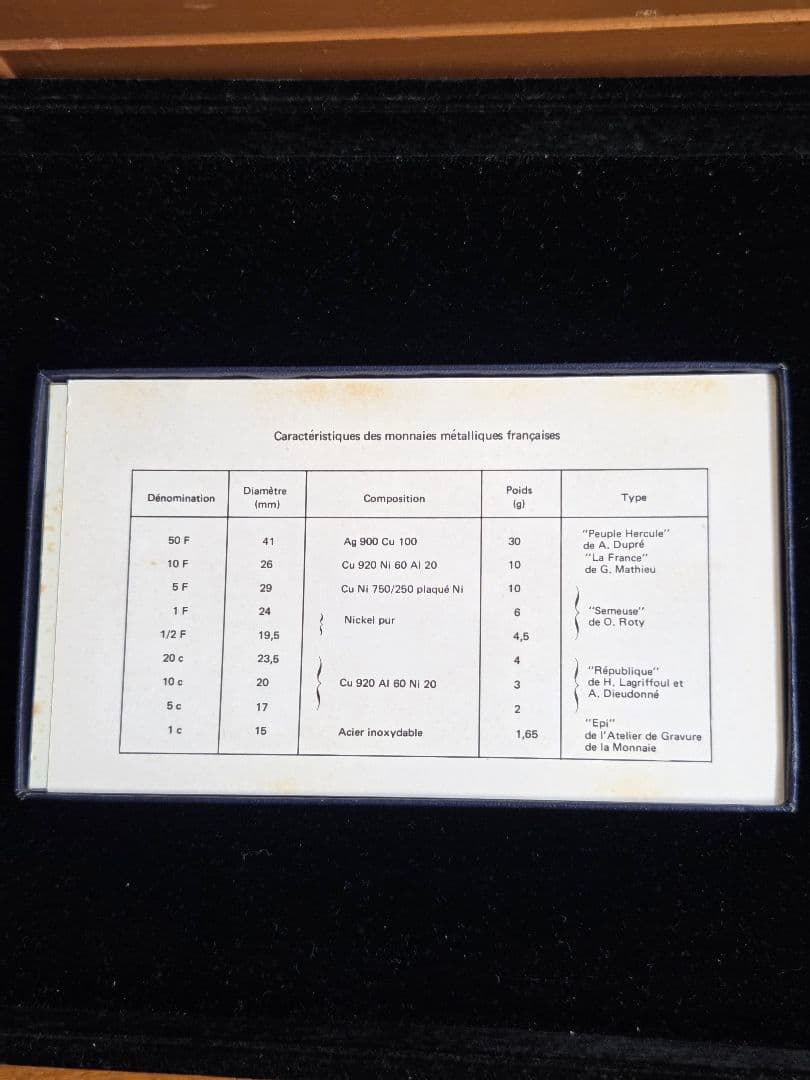 Caractéristiques des monnaies métalliques françaises
Dénomination Diamètre (mm) Composition Poids (g) Type
50 F 41 Ag 900 Cu 100 30 "Peuple Hercule" de A. Dupré
10 F 26 Cu 920 Ni 60 Al 20 10 "La France" de G. Mathieu
5 F 29 Cu Ni 750/250 plaqué Ni 10
1 F 24 Nickel pur 6 "Semeuse" de O. Roty
1/2 F 19,5 4,5
20 c 23,5 4
10 c 20 Cu 920 Al 60 Ni 20 3 "République" de H. Lagriffoul et A. Dieudonné
5 c 17 2
1 c 15 Acier inoxydable 1,65 "Epi" de l'Atelier de Gravure de la Monnaie